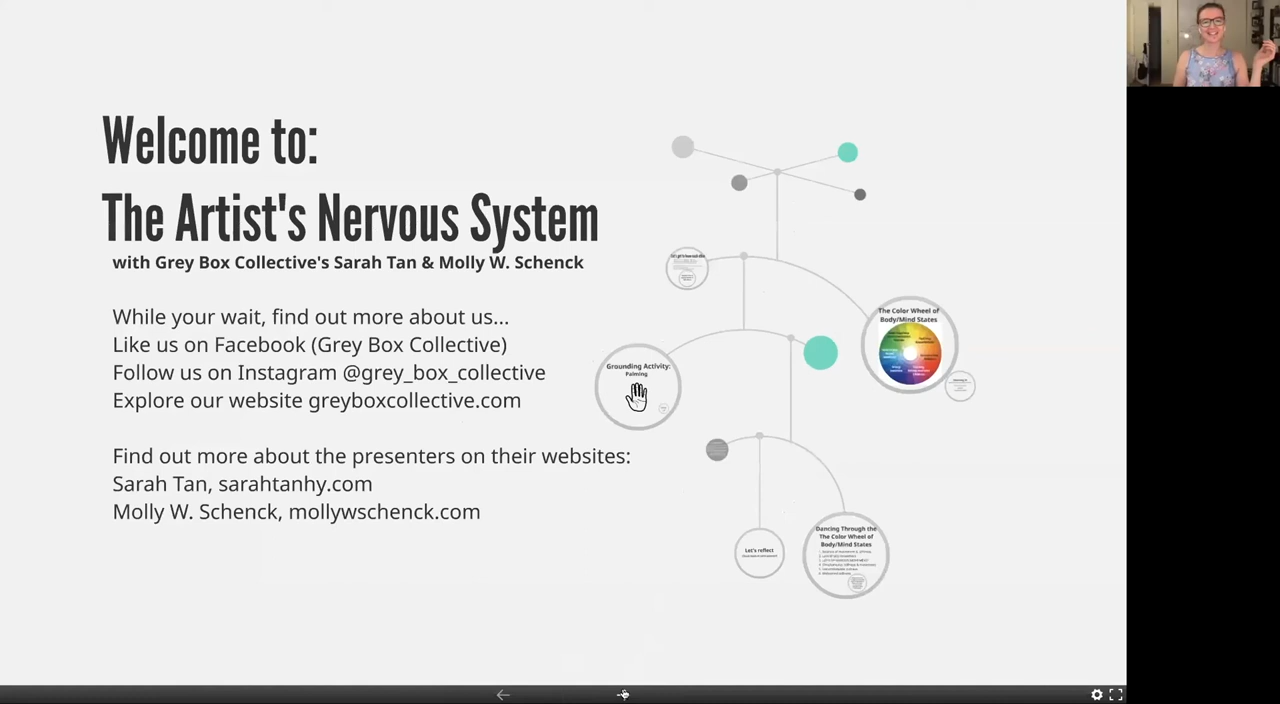 Welcome to:
The Artist's Nervous System
with Grey Box Collective's Sarah Tan & Molly W. Schenck
While your wait, find out more about us...
Like us on Facebook (Grey Box Collective)
Follow us on Instagram @grey_box_collective
Explore our website greyboxcollective.com
Find out more about the presenters on their websites:
Sarah Tan, sarahtanhy.com
Molly W. Schenck, mollywschenck.com
The Color Wheel of
Body/Mind States
Grounding Activity:
Palming
Let's reflect
Dancing Through the
The Color Wheel of
Body/Mind States